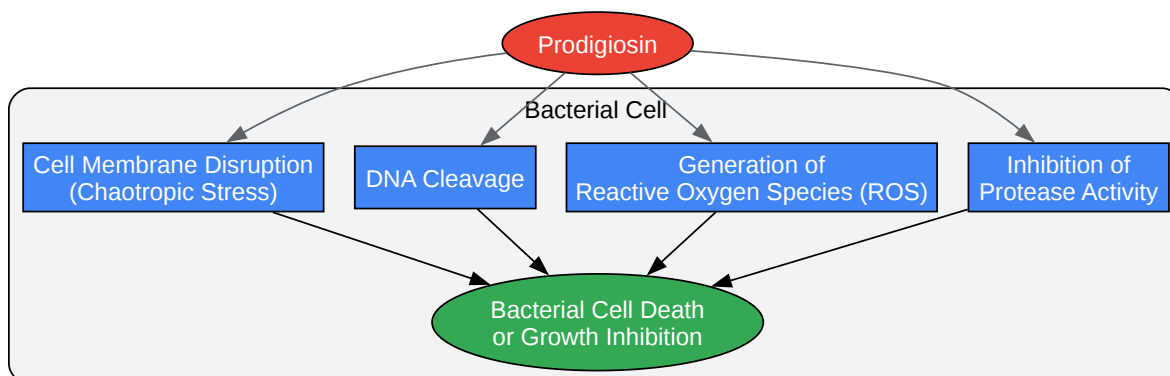 Prodigiosin
Bacterial Cell
Cell Membrane Disruption
(Chaotropic Stress)
DNA Cleavage
Generation of
Reactive Oxygen Species (ROS)
Inhibition of
Protease Activity
Bacterial Cell Death
or Growth Inhibition